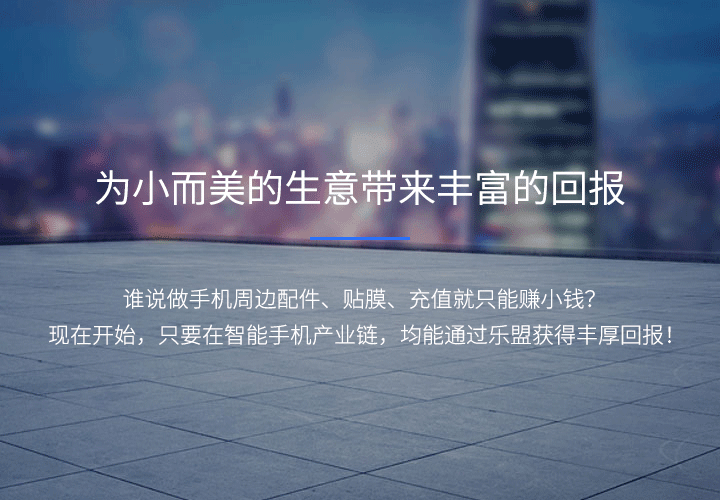 为小而美的生意带来丰富的回报
谁说做手机周边配件、贴膜、充值就只能赚小钱?
现在开始，只要在智能手机产业链，均能通过乐盟获得丰厚回报!